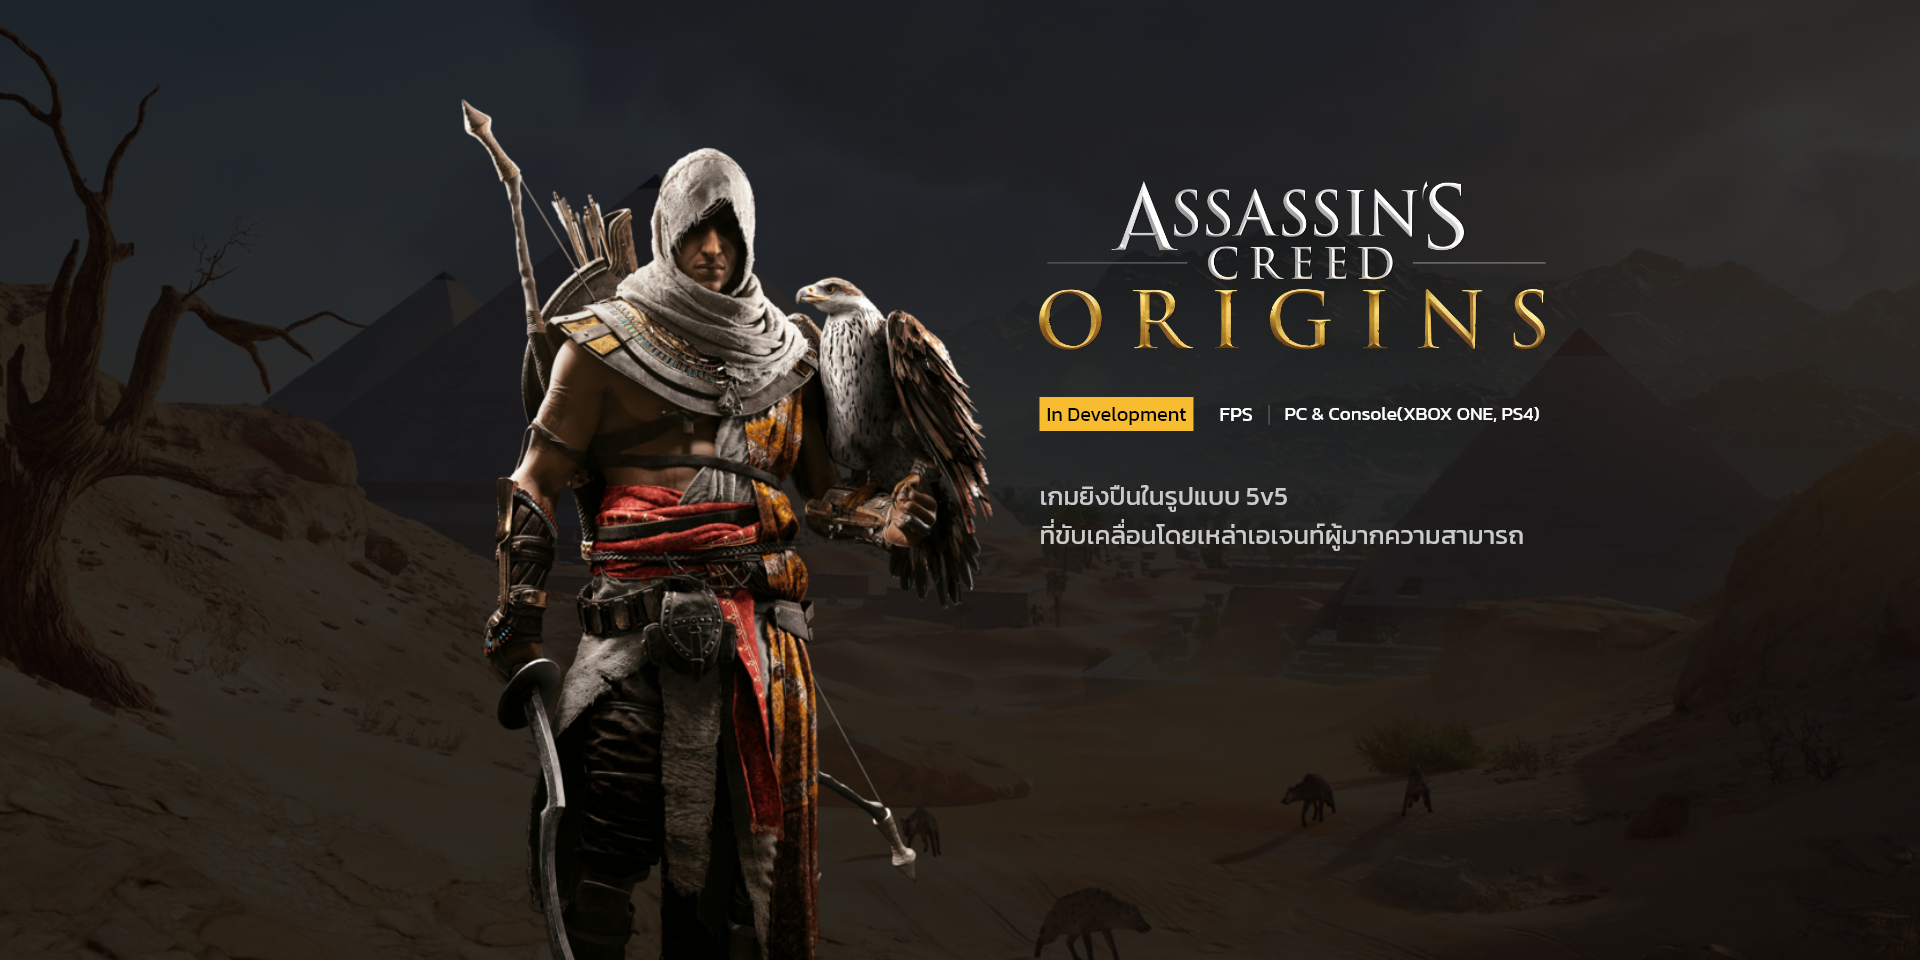 ASSASSIN'S
CREED
ORIGINS
In Development FPS PC & Console(XBOX ONE, PS4)
เกมยิงปืนในรูปแบบ 5v5
ที่ขับเคลื่อนโดยเหล่าเอเจนท์ผู้มากความสามารถ